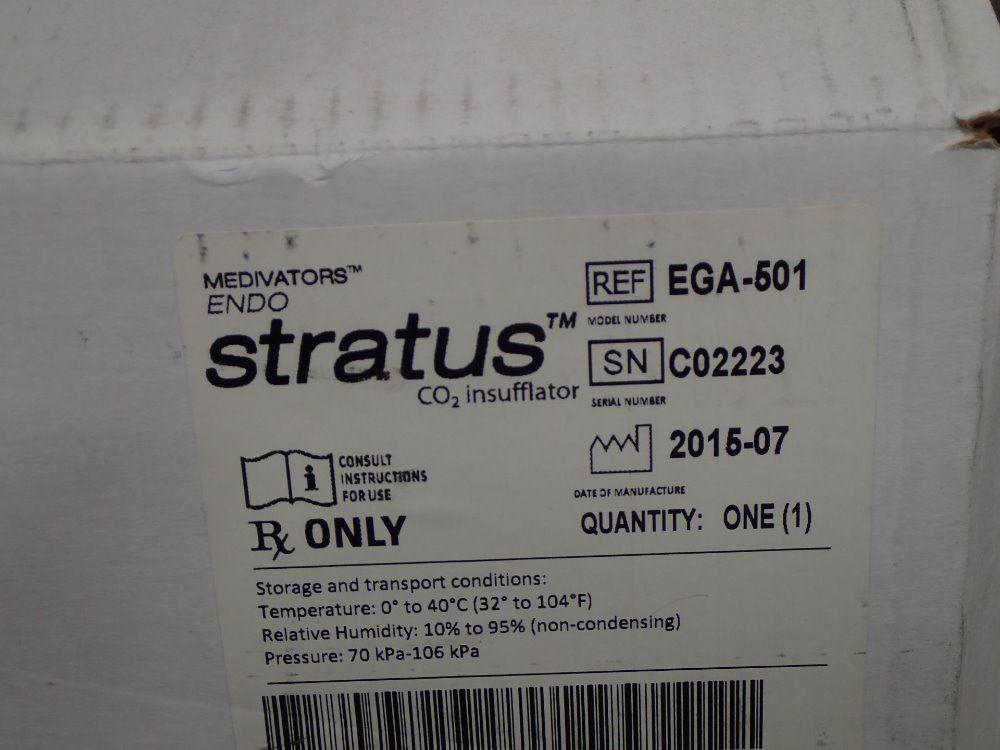 MEDIVATORS™
ENDO
stratus™
CO₂ insufflator
REF EGA-501
MODEL NUMBER
SN C02223
SERIAL NUMBER
2015-07
DATE OF MANUFACTURE
QUANTITY: ONE (1)
i CONSULT
INSTRUCTIONS
FOR USE
Rx ONLY
Storage and transport conditions:
Temperature: 0° to 40°C (32° to 104°F)
Relative Humidity: 10% to 95% (non-condensing)
Pressure: 70 kPa-106 kPa